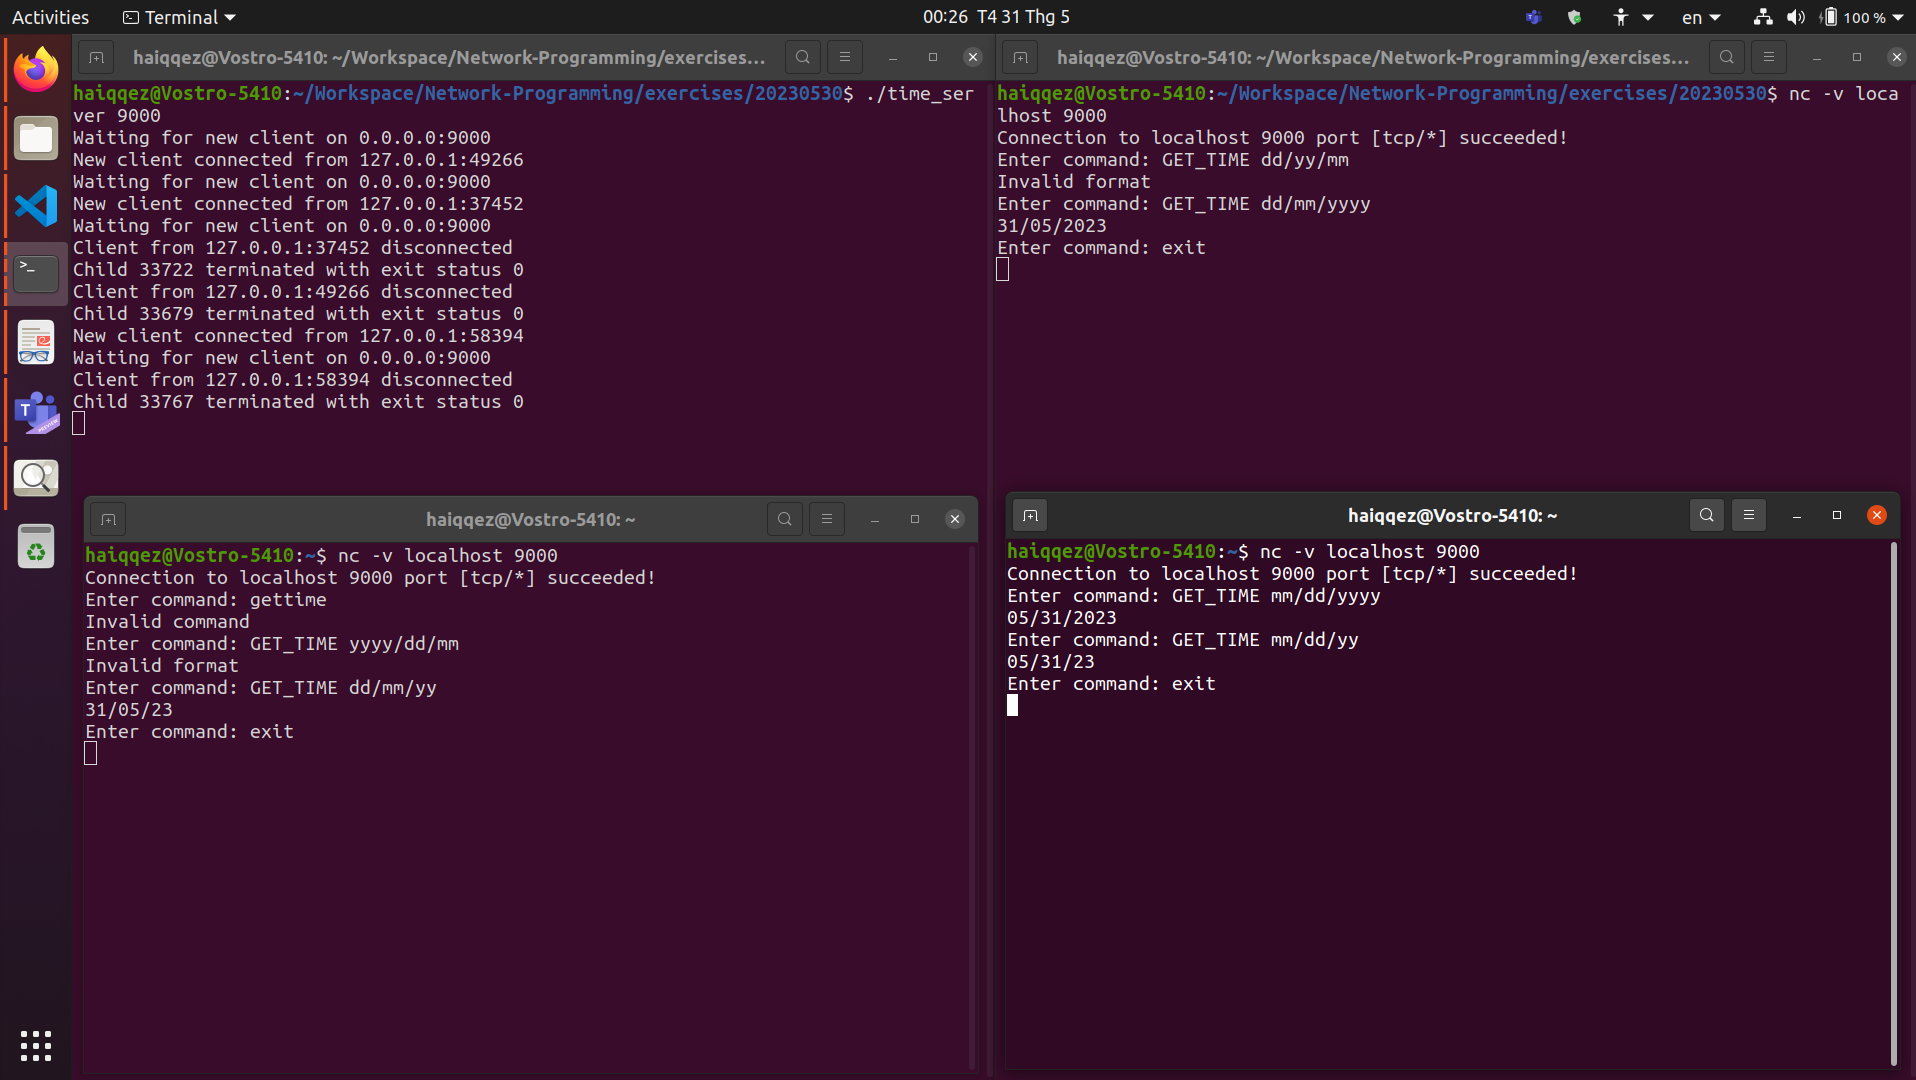 Activities
Terminal
00:26 T4 31 Thg 5
en
100 %
haiqqez@Vostro-5410: ~/Workspace/Network-Programming/exercises...
haiqqez@Vostro-5410:~/Workspace/Network-Programming/exercises/20230530$ ./time_ser
ver 9000
Waiting for new client on 0.0.0.0:9000
New client connected from 127.0.0.1:49266
Waiting for new client on 0.0.0.0:9000
New client connected from 127.0.0.1:37452
Waiting for new client on 0.0.0.0:9000
Client from 127.0.0.1:37452 disconnected
Child 33722 terminated with exit status 0
Client from 127.0.0.1:49266 disconnected
Child 33679 terminated with exit status 0
New client connected from 127.0.0.1:58394
Waiting for new client on 0.0.0.0:9000
Client from 127.0.0.1:58394 disconnected
Child 33767 terminated with exit status 0
haiqqez@Vostro-5410: ~/Workspace/Network-Programming/exercises...
haiqqez@Vostro-5410:~/Workspace/Network-Programming/exercises/20230530$ nc -v loca
lhost 9000
Connection to localhost 9000 port [tcp/*] succeeded!
Enter command: GET_TIME dd/yy/mm
Invalid format
Enter command: GET_TIME dd/mm/yyyy
31/05/2023
Enter command: exit
haiqqez@Vostro-5410: ~
haiqqez@Vostro-5410:~$ nc -v localhost 9000
Connection to localhost 9000 port [tcp/*] succeeded!
Enter command: gettime
Invalid command
Enter command: GET_TIME yyyy/dd/mm
Invalid format
Enter command: GET_TIME dd/mm/yy
31/05/23
Enter command: exit
haiqqez@Vostro-5410: ~
haiqqez@Vostro-5410:~$ nc -v localhost 9000
Connection to localhost 9000 port [tcp/*] succeeded!
Enter command: GET_TIME mm/dd/yyyy
05/31/2023
Enter command: GET_TIME mm/dd/yy
05/31/23
Enter command: exit